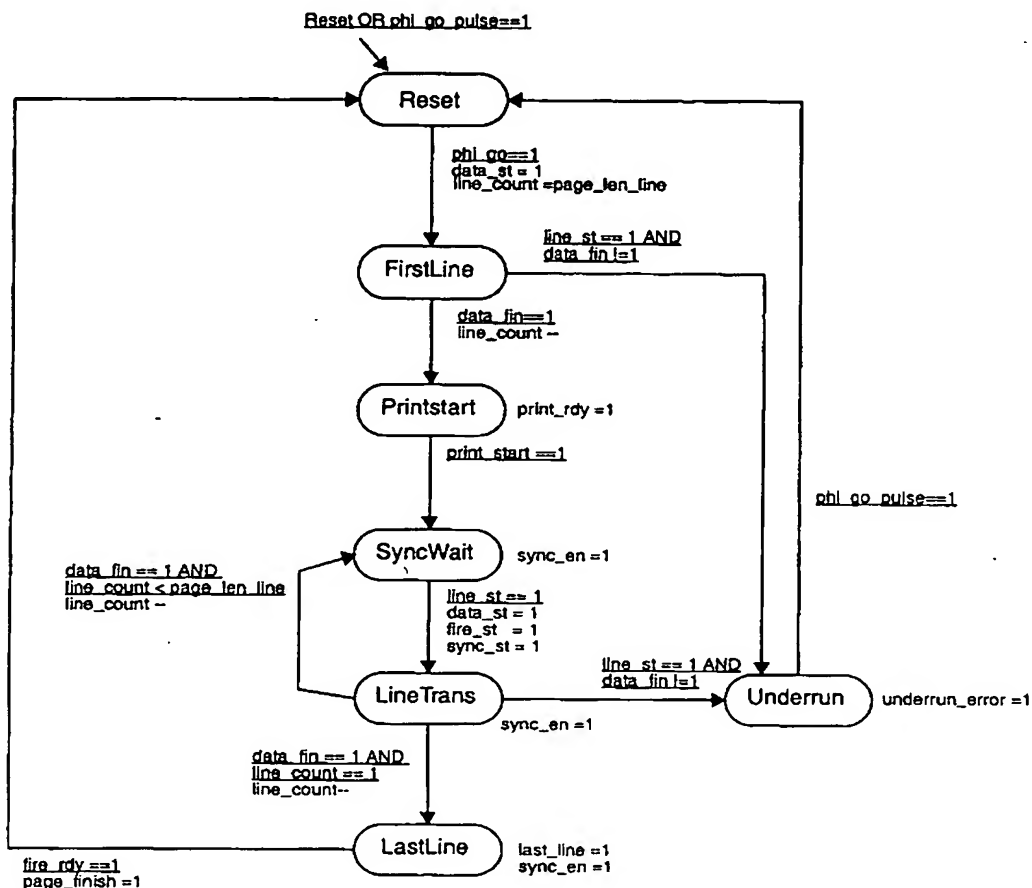 Reset OR phi_go_pulse==1
Reset
phi_go==1
data_st = 1
line_count =page_len_line
FirstLine
line_st == 1 AND
data_fin !=1
data_fin==1
line_count --
Printstart
print_rdy =1
print_start ==1
phi_go_pulse==1
SyncWait
sync_en =1
data_fin == 1 AND
line_count < page_len_line
line_count --
line_st == 1
data_st = 1
fire_st = 1
sync_st = 1
LineTrans
sync_en =1
line_st == 1 AND
data_fin !=1
Underrun
underrun_error =1
data_fin == 1 AND
line_count == 1
line_count--
LastLine
last_line =1
sync_en =1
fire_rdy ==1
page_finish =1